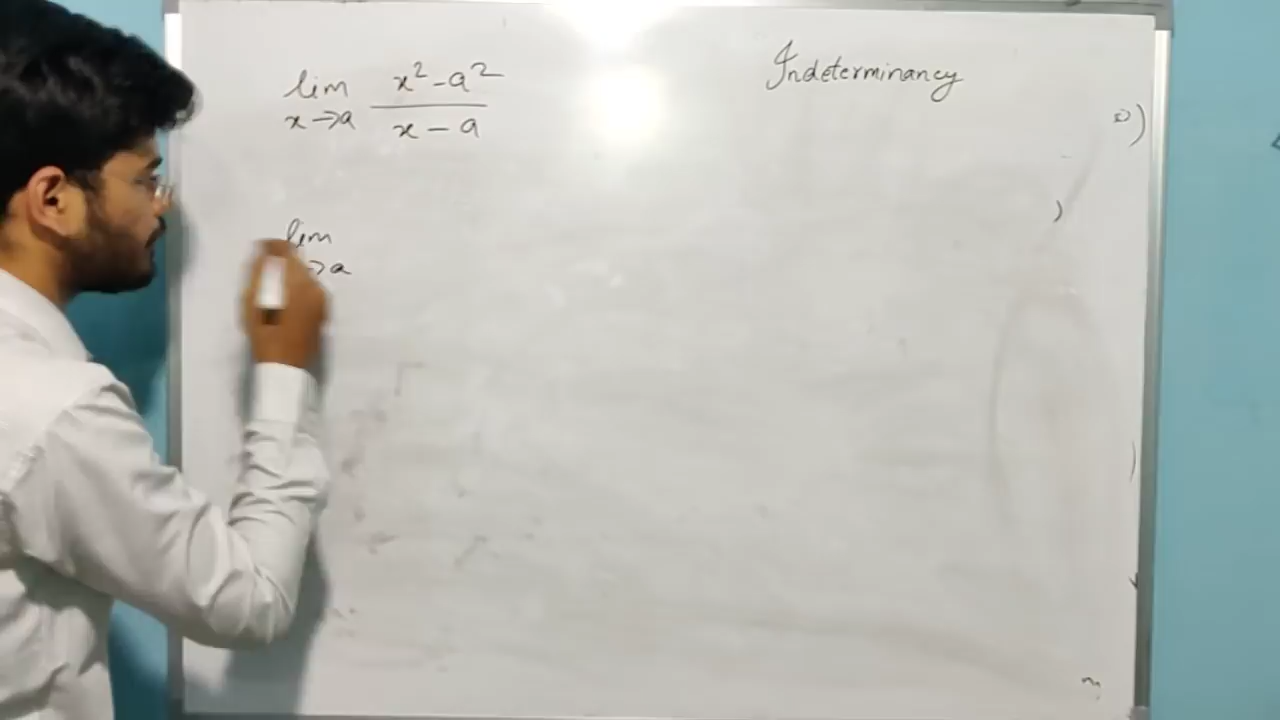 lim x² - a²
x→a x - a
Indeterminancy
lim
→a